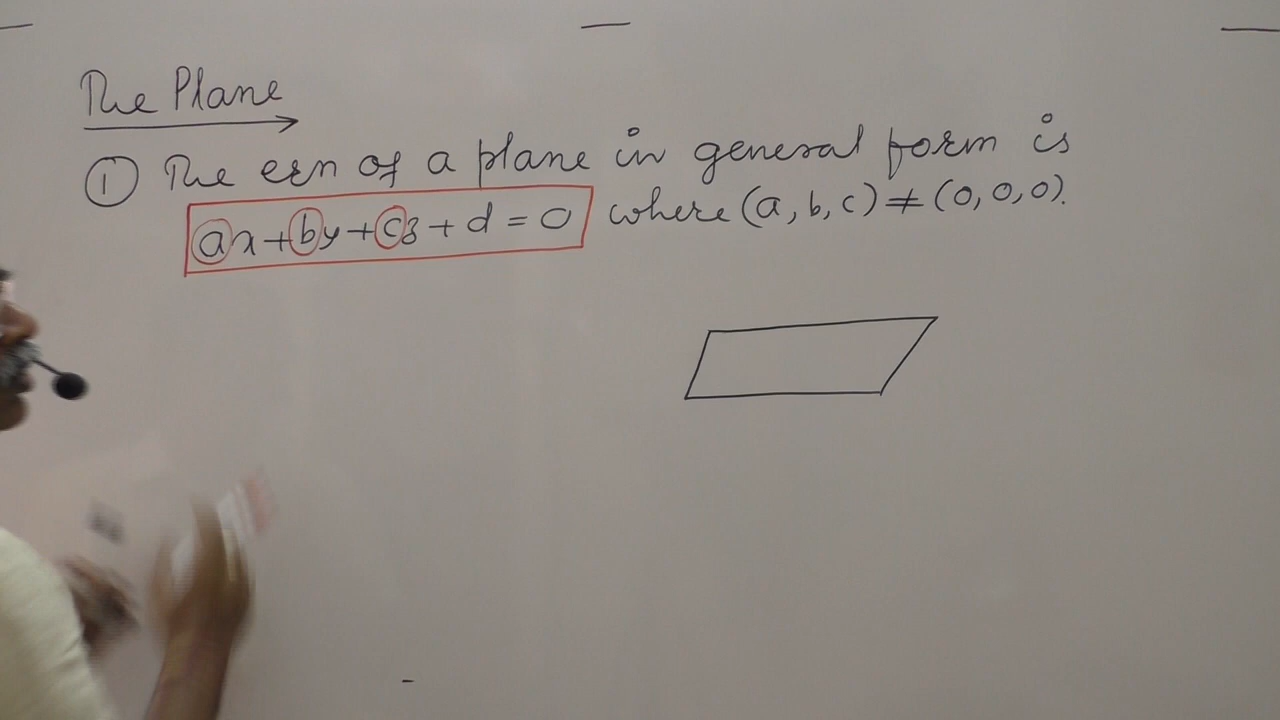 The Plane
① The eqn of a plane in general form is
ax+by+cz+d=0 where (a, b, c) ≠ (0, 0, 0).